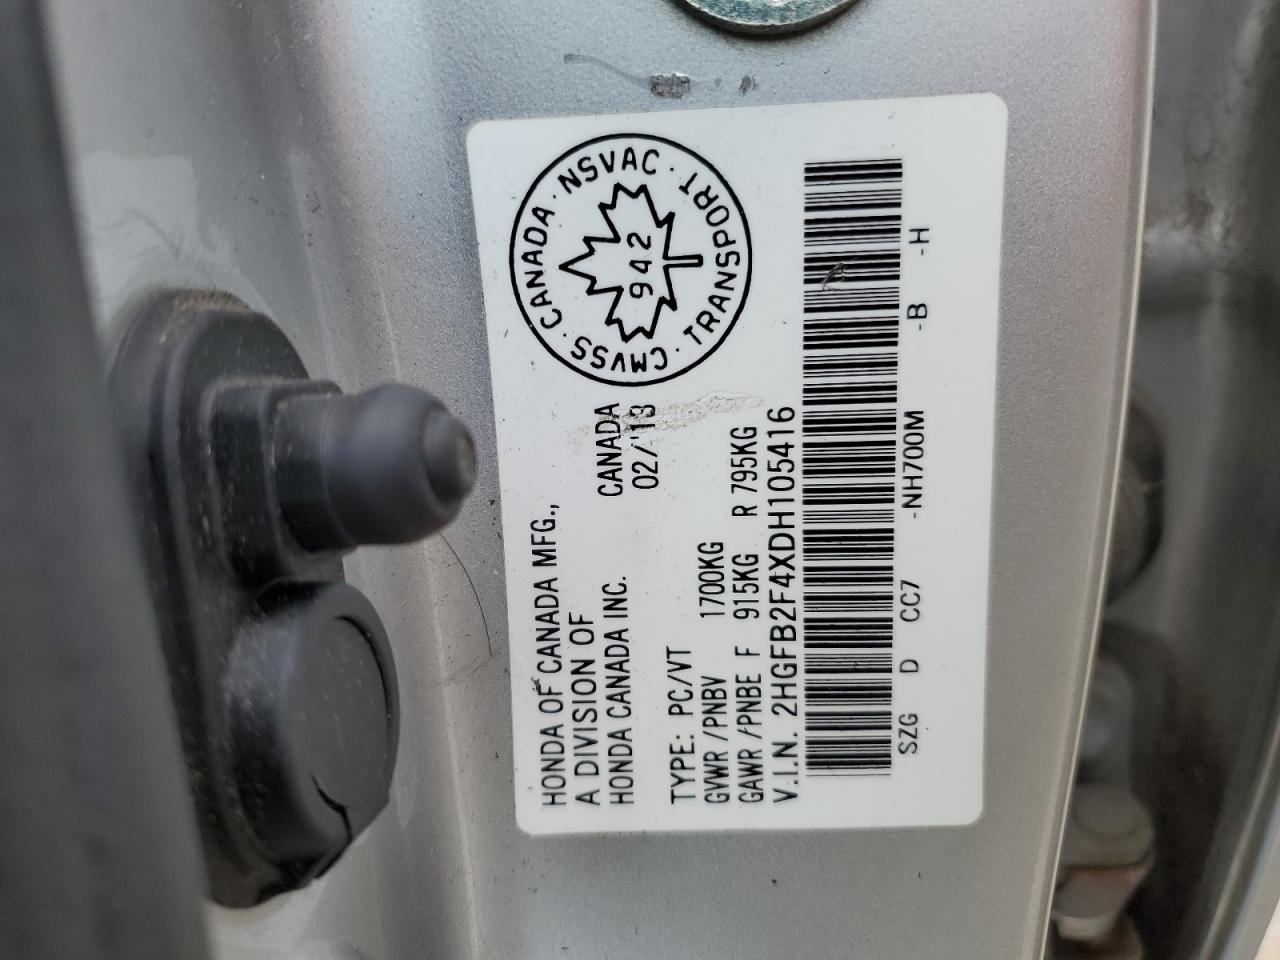 HONDA OF CANADA MFG.,
A DIVISION OF
HONDA CANADA INC.
CANADA
02/'13
CANADA · NSVAC · TRANSPORT · CMVSS ·
942
TYPE: PC/VT
GVWR/PNBV 1700KG
GAWR/PNBE F 915KG R 795KG
V.I.N. 2HGFB2F4XDH105416
SZG D CC7 -NH700M -B -H